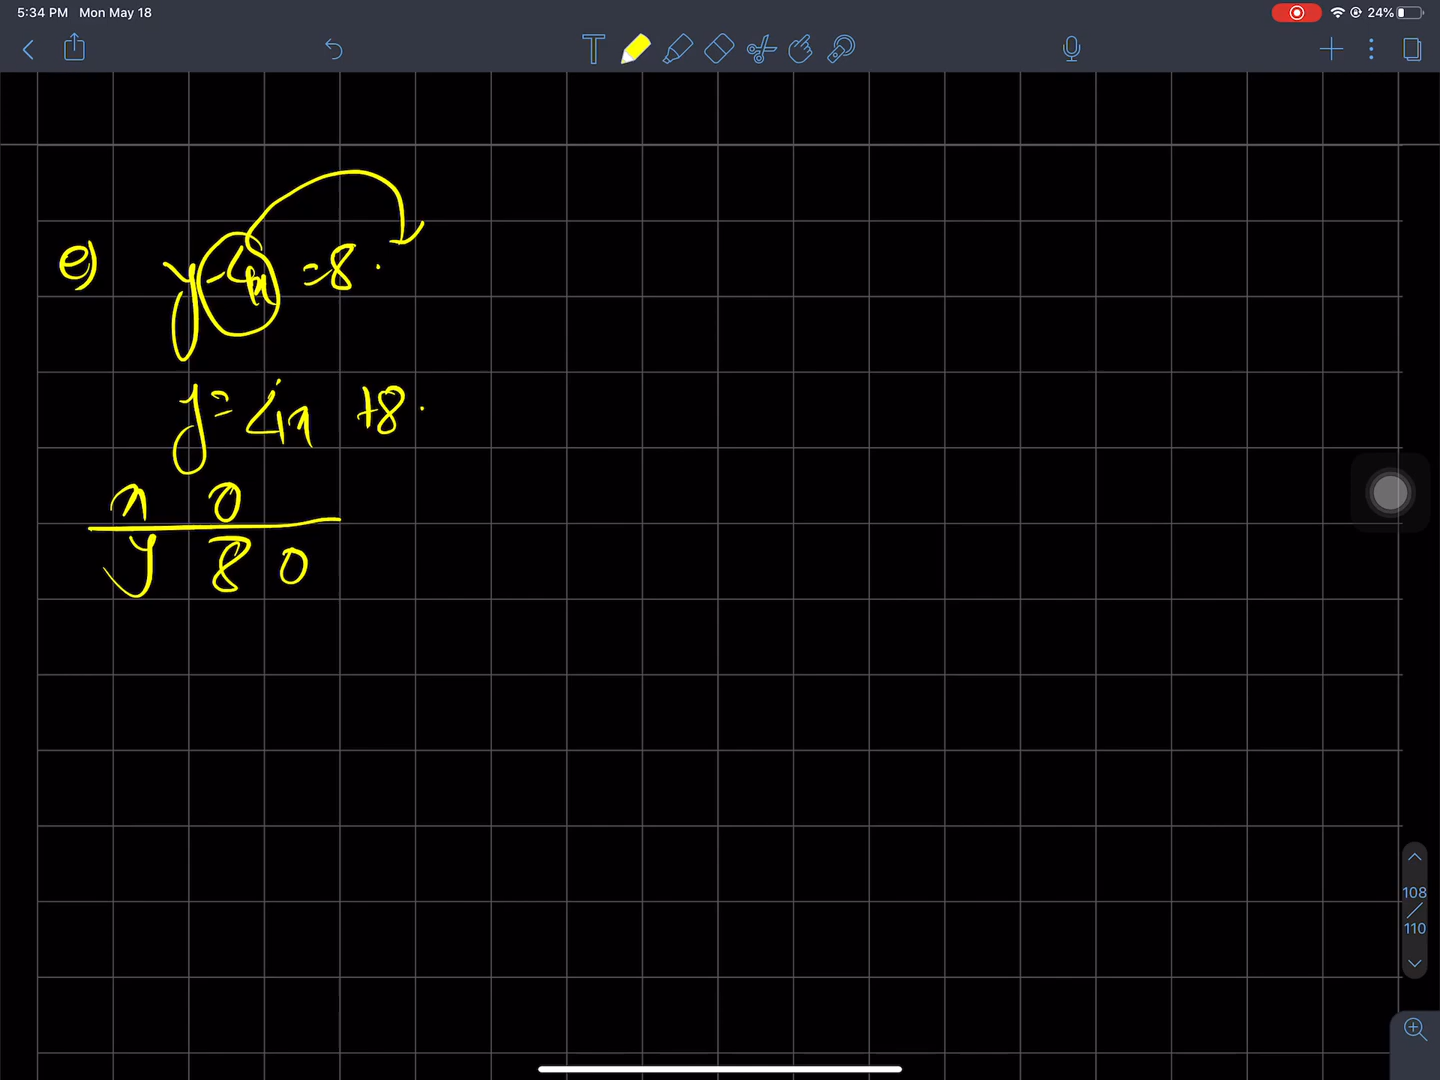 5:34 PM Mon May 18
24%
T
e) y-4x =8.
y= 4x +8.
x 0
y 8 0
108
/
110